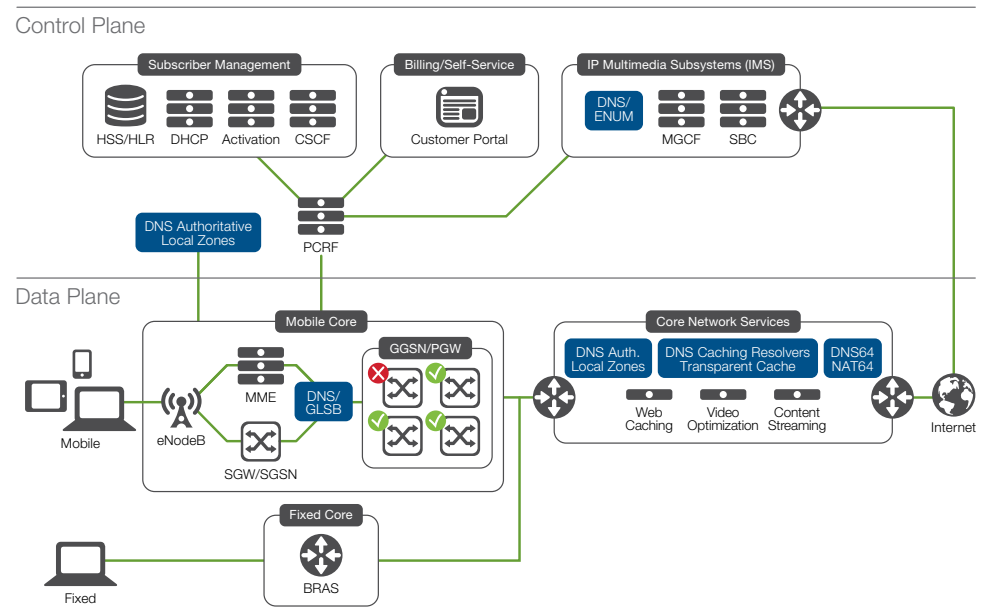 Control Plane
Subscriber Management
Billing/Self-Service
IP Multimedia Subsystems (IMS)
HSS/HLR
DHCP
Activation
CSCF
Customer Portal
DNS/
ENUM
MGCF
SBC
DNS Authoritative
Local Zones
PCRF
Data Plane
Mobile Core
Core Network Services
GGSN/PGW
DNS Auth.
Local Zones
DNS Caching Resolvers
Transparent Cache
DNS64
NAT64
MME
DNS/
GLSB
Mobile
eNodeB
SGW/SGSN
Web
Caching
Video
Optimization
Content
Streaming
Internet
Fixed Core
BRAS
Fixed